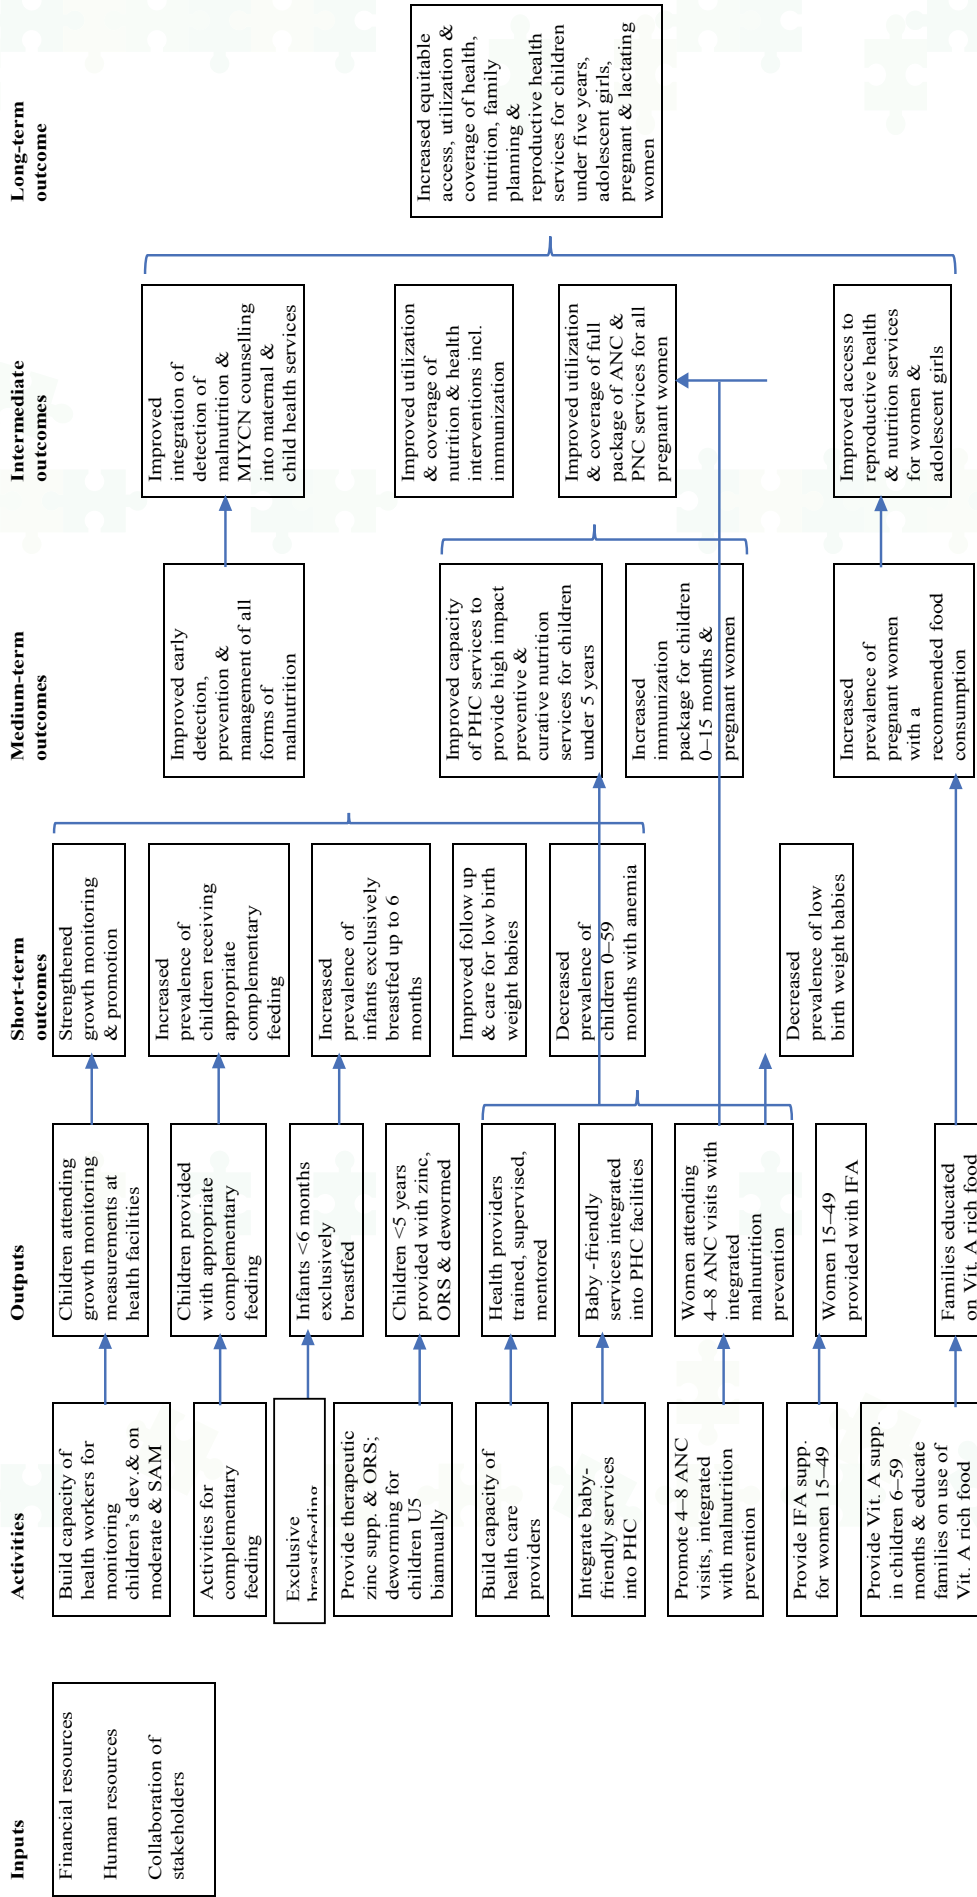 Inputs
Activities
Outputs
Short-term
outcomes
Medium-term
outcomes
Intermediate
outcomes
Long-term
outcome
Financial resources
Human resources
Collaboration of
stakeholders
Build capacity of
health workers for
monitoring
children's dev.& on
moderate & SAM
Activities for
complementary
feeding
Exclusive
breastfeeding
Provide therapeutic
zinc supp. & ORS;
deworming for
children U5
biannually
Build capacity of
health care
providers
Integrate baby-
friendly services
into PHC
Promote 4–8 ANC
visits, integrated
with malnutrition
prevention
Provide IFA supp.
for women 15–49
Provide Vit. A supp.
in children 6–59
months & educate
families on use of
Vit. A rich food
Children attending
growth monitoring
measurements at
health facilities
Children provided
with appropriate
complementary
feeding
Infants <6 months
exclusively
breastfed
Children <5 years
provided with zinc,
ORS & dewormed
Health providers
trained, supervised,
mentored
Baby -friendly
services integrated
into PHC facilities
Women attending
4–8 ANC visits with
integrated
malnutrition
prevention
Women 15–49
provided with IFA
Families educated
on Vit. A rich food
Strengthened
growth monitoring
& promotion
Increased
prevalence of
children receiving
appropriate
complementary
feeding
Increased
prevalence of
infants exclusively
breastfed up to 6
months
Improved follow up
& care for low birth
weight babies
Decreased
prevalence of
children 0–59
months with anemia
Decreased
prevalence of low
birth weight babies
Improved early
detection,
prevention &
management of all
forms of
malnutrition
Improved capacity
of PHC services to
provide high impact
preventive &
curative nutrition
services for children
under 5 years
Increased
immunization
package for children
0–15 months &
pregnant women
Increased
prevalence of
pregnant women
with a
recommended food
consumption
Improved
integration of
detection of
malnutrition &
MIYCN counselling
into maternal &
child health services
Improved utilization
& coverage of
nutrition & health
interventions incl.
immunization
Improved utilization
& coverage of full
package of ANC &
PNC services for all
pregnant women
Improved access to
reproductive health
& nutrition services
for women &
adolescent girls
Increased equitable
access, utilization &
coverage of health,
nutrition, family
planning &
reproductive health
services for children
under five years,
adolescent girls,
pregnant & lactating
women